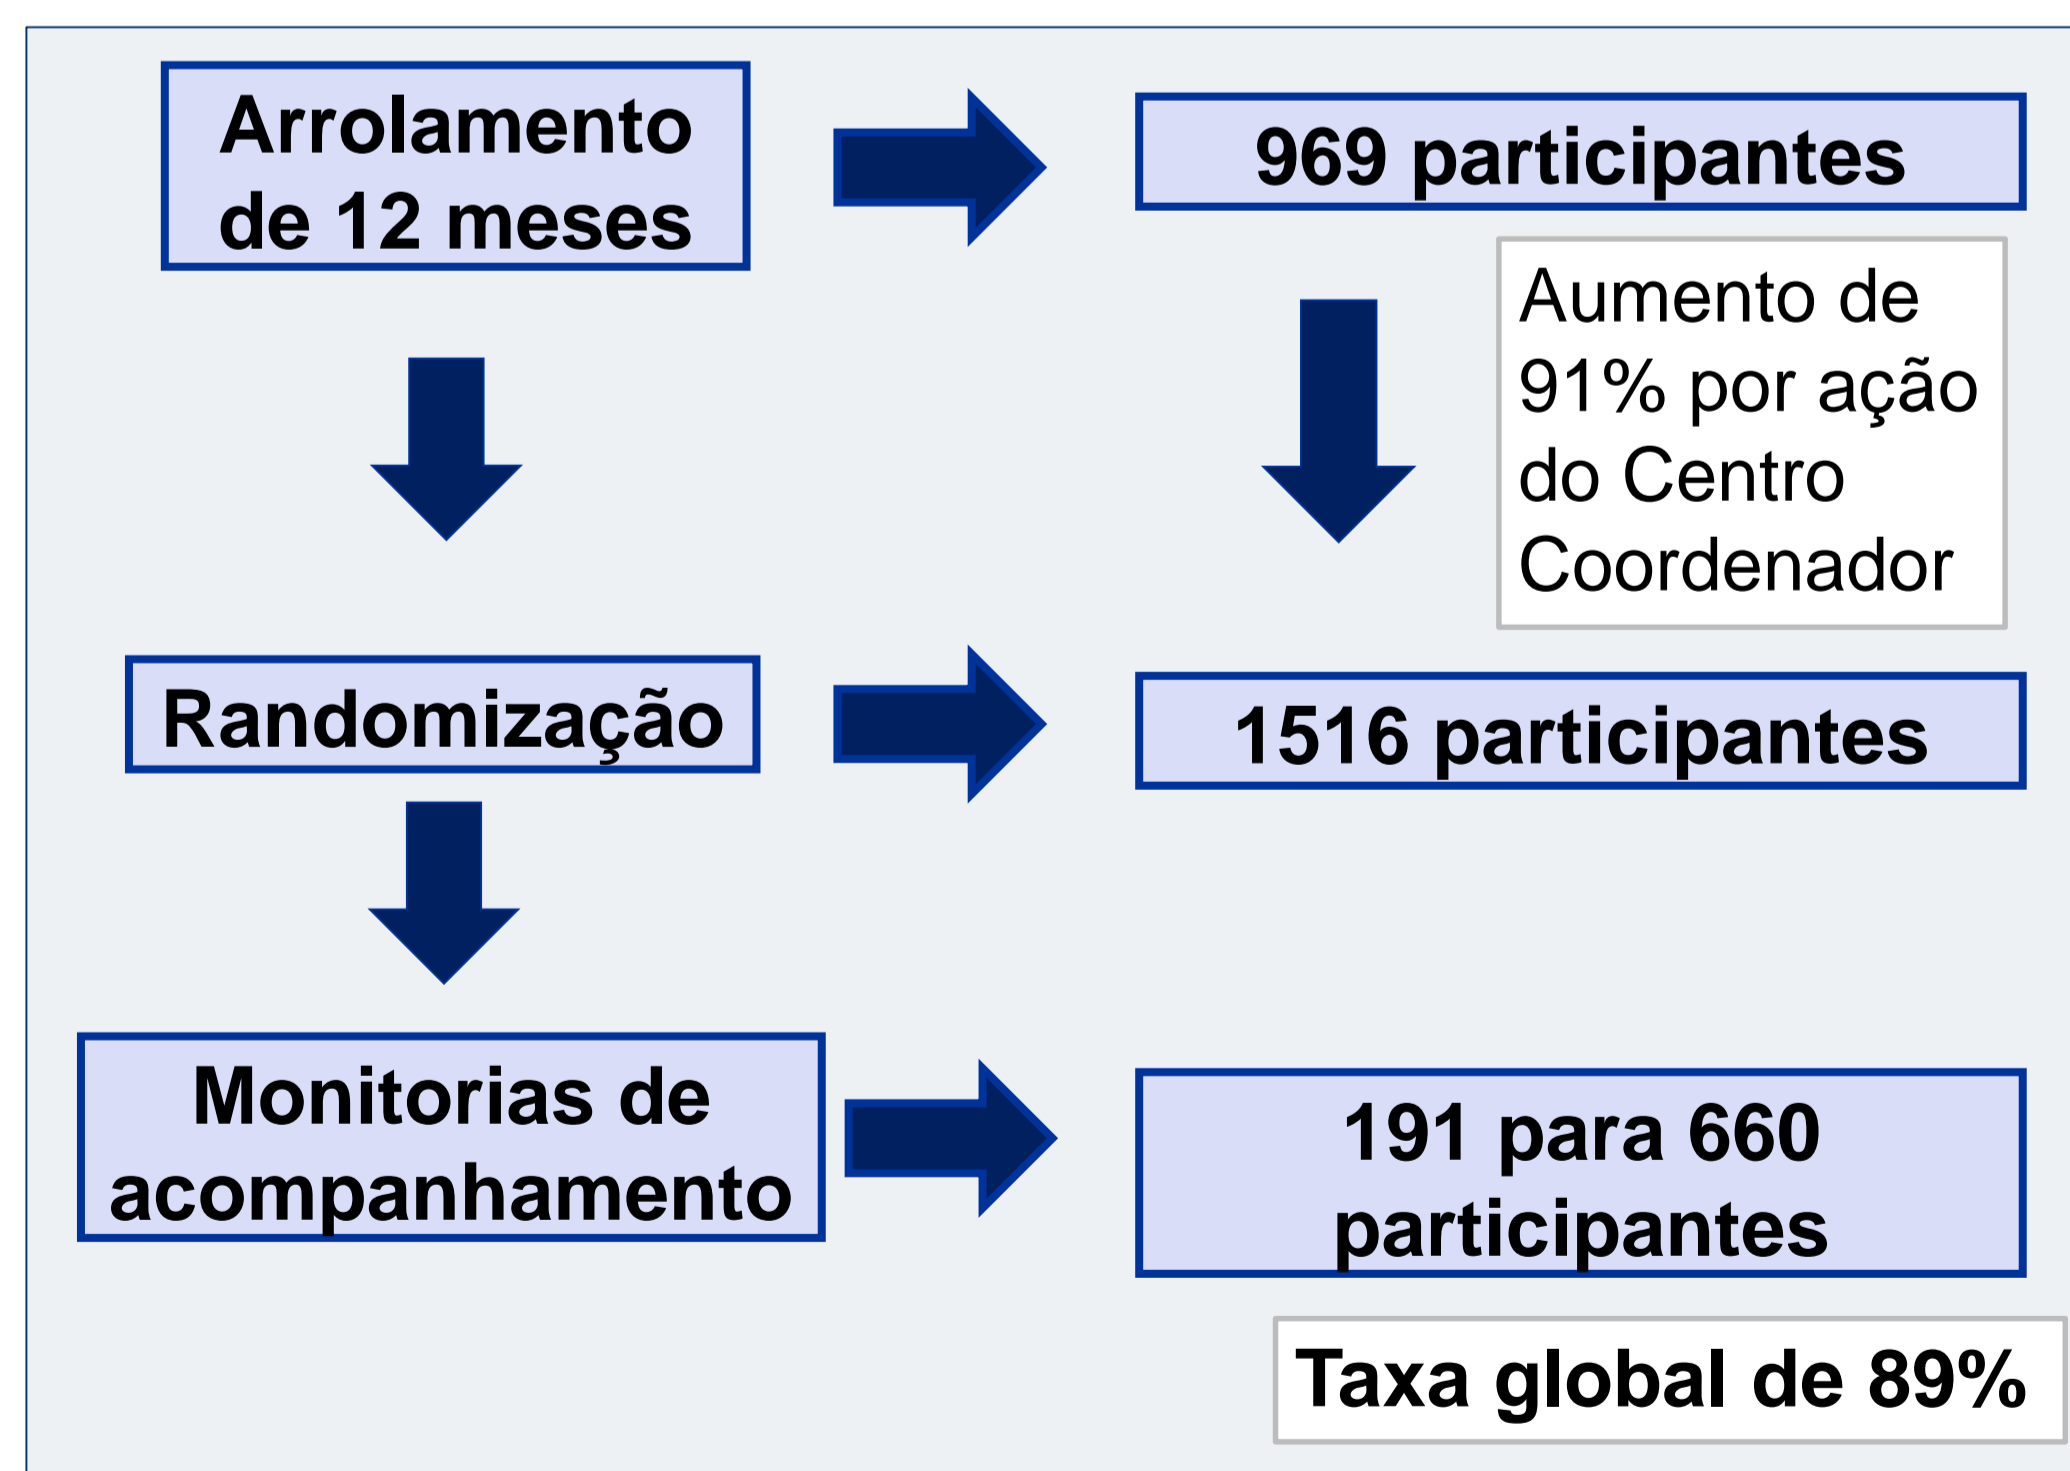 Arrolamento
de 12 meses
969 participantes
Aumento de
91% por ação
do Centro
Coordenador
Randomização
1516 participantes
Monitorias de
acompanhamento
191 para 660
participantes
Taxa global de 89%